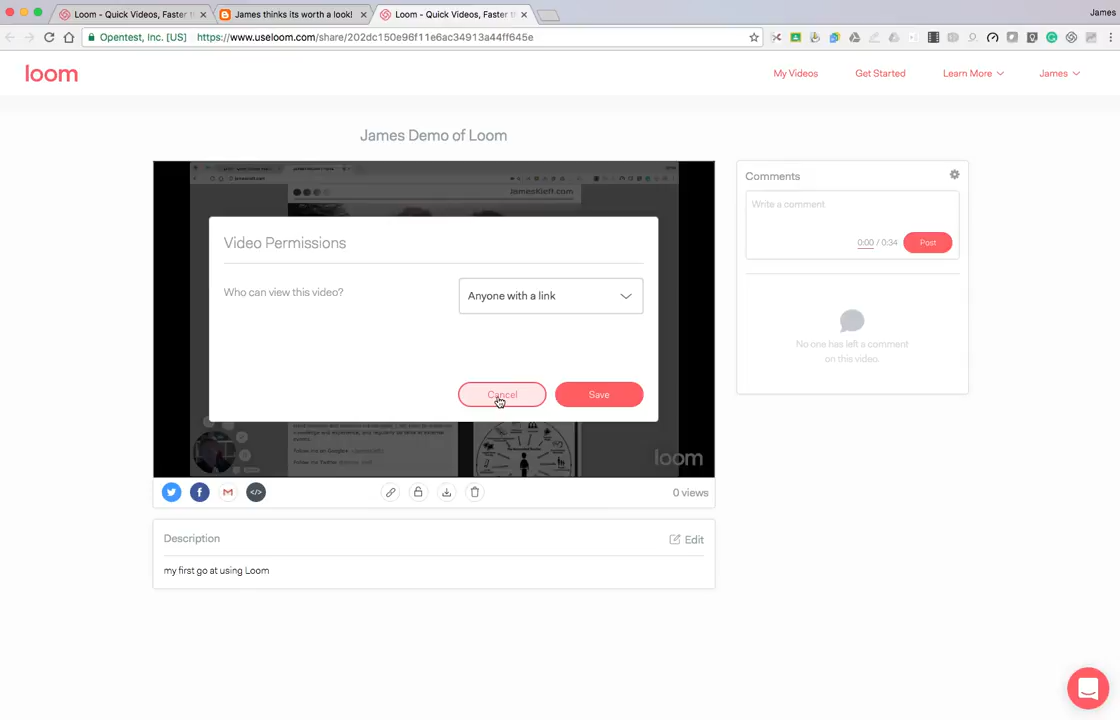 Loom - Quick Videos, Faster t
James thinks its worth a look!
Loom - Quick Videos, Faster t
James
Opentest, Inc. [US]
https://www.useloom.com/share/202dc150e96f11e6ac34913a44ff645e
loom
My Videos
Get Started
Learn More
James
James Demo of Loom
JamesKieft.com
Video Permissions
Who can view this video?
Anyone with a link
Cancel
Save
loom
0 views
Description
Edit
my first go at using Loom
Comments
Write a comment
0:00 / 0:34
Post
No one has left a comment
on this video.